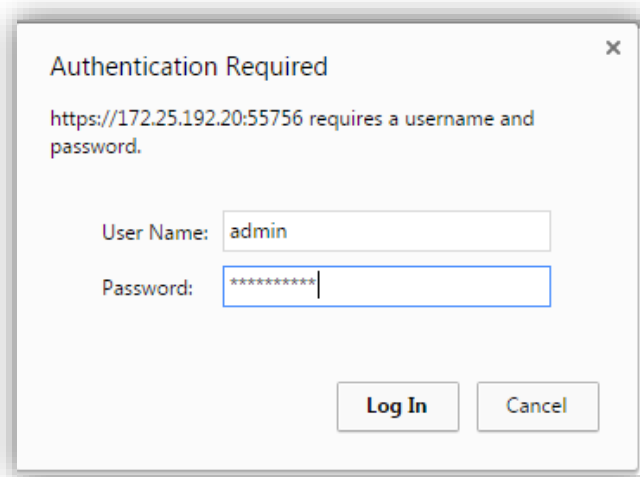 Authentication Required
https://172.25.192.20:55756 requires a username and
password.
User Name: admin
Password: **********
Log In Cancel